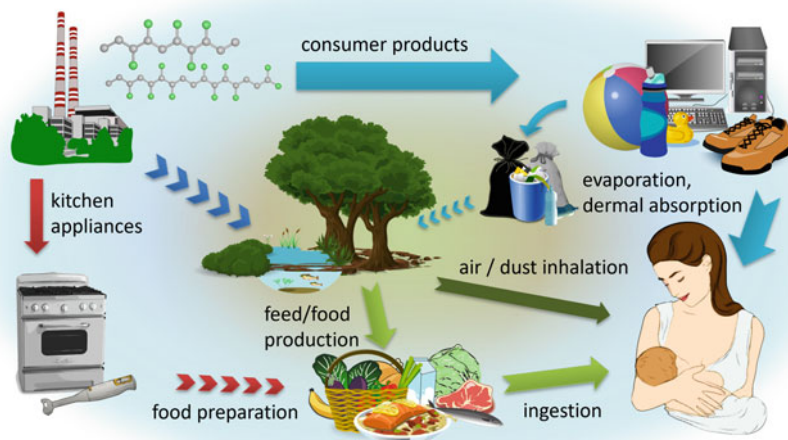 consumer products
kitchen
appliances
evaporation,
dermal absorption
air / dust inhalation
feed/food
production
food preparation
ingestion